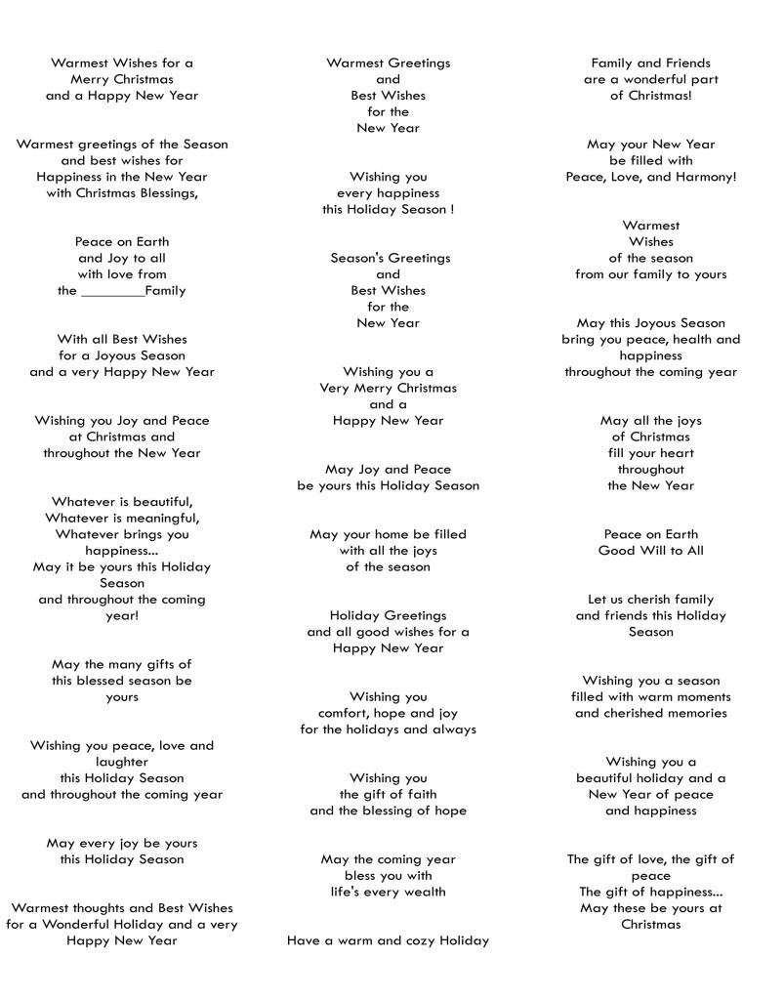 Warmest Wishes for a
Merry Christmas
and a Happy New Year
Warmest greetings of the Season
and best wishes for
Happiness in the New Year
with Christmas Blessings,
Peace on Earth
and Joy to all
with love from
the _________Family
With all Best Wishes
for a Joyous Season
and a very Happy New Year
Wishing you Joy and Peace
at Christmas and
throughout the New Year
Whatever is beautiful,
Whatever is meaningful,
Whatever brings you
happiness...
May it be yours this Holiday
Season
and throughout the coming
year!
May the many gifts of
this blessed season be
yours
Wishing you peace, love and
laughter
this Holiday Season
and throughout the coming year
May every joy be yours
this Holiday Season
Warmest thoughts and Best Wishes
for a Wonderful Holiday and a very
Happy New Year
Warmest Greetings
and
Best Wishes
for the
New Year
Wishing you
every happiness
this Holiday Season !
Season's Greetings
and
Best Wishes
for the
New Year
Wishing you a
Very Merry Christmas
and a
Happy New Year
May Joy and Peace
be yours this Holiday Season
May your home be filled
with all the joys
of the season
Holiday Greetings
and all good wishes for a
Happy New Year
Wishing you
comfort, hope and joy
for the holidays and always
Wishing you
the gift of faith
and the blessing of hope
May the coming year
bless you with
life's every wealth
Have a warm and cozy Holiday
Family and Friends
are a wonderful part
of Christmas!
May your New Year
be filled with
Peace, Love, and Harmony!
Warmest
Wishes
of the season
from our family to yours
May this Joyous Season
bring you peace, health and
happiness
throughout the coming year
May all the joys
of Christmas
fill your heart
throughout
the New Year
Peace on Earth
Good Will to All
Let us cherish family
and friends this Holiday
Season
Wishing you a season
filled with warm moments
and cherished memories
Wishing you a
beautiful holiday and a
New Year of peace
and happiness
The gift of love, the gift of
peace
The gift of happiness...
May these be yours at
Christmas